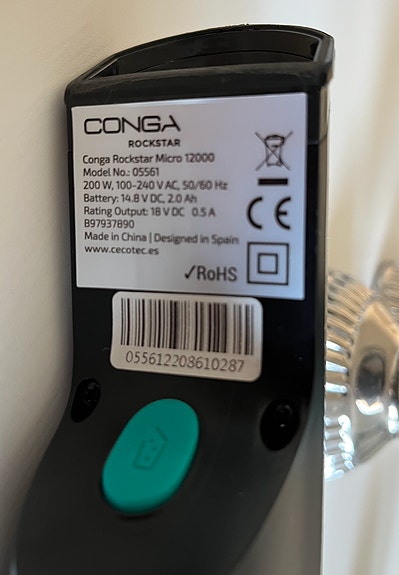 CONGA
ROCKSTAR
Conga Rockstar Micro 12000
Model No.: 05561
200 W, 100-240 V AC, 50/60 Hz
Battery: 14.8 V DC, 2.0 Ah
Rating Output: 18 V DC 0.5 A
B97937890
Made in China | Designed in Spain
www.cecotec.es
CE
✓RoHS
055612208610287